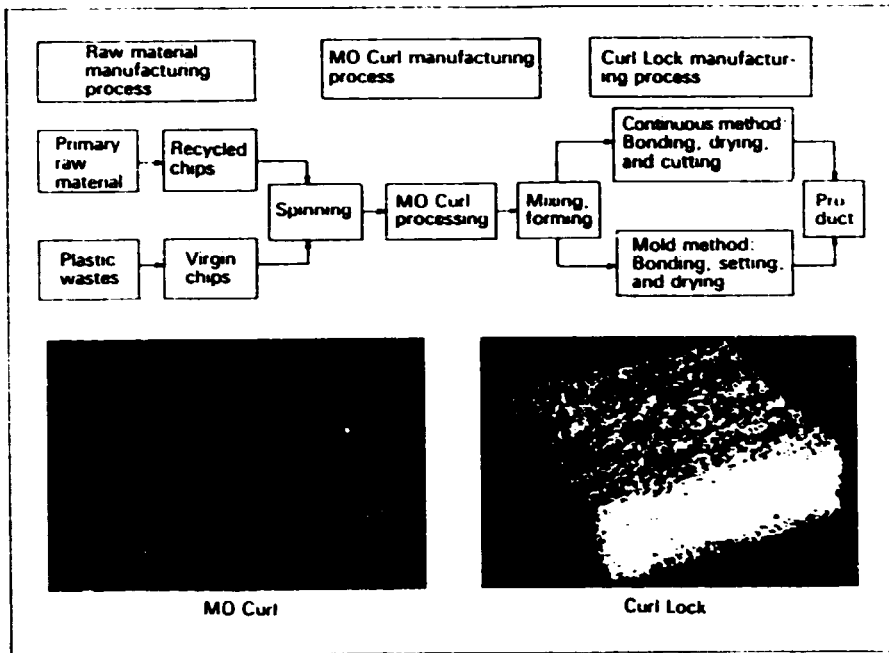 Raw material
manufacturing
process
MO Curl manufacturing
process
Curl Lock manufactur-
ing process
Primary
raw
material
Recycled
chips
Plastic
wastes
Virgin
chips
Spinning
MO Curl
processing
Mixing,
forming
Continuous method:
Bonding, drying,
and cutting
Mold method:
Bonding, setting,
and drying
Pro
duct
MO Curl
Curl Lock